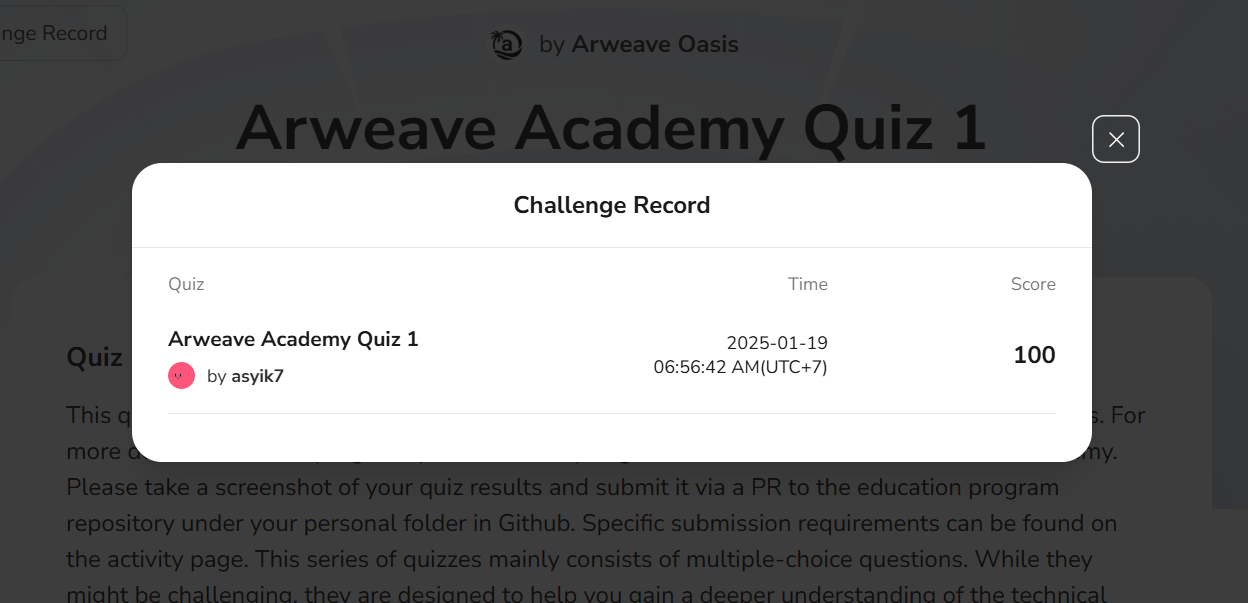 nge Record
by Arweave Oasis
Arweave Academy Quiz 1
Challenge Record
Quiz Time Score
Arweave Academy Quiz 1
by asyik7
2025-01-19
06:56:42 AM(UTC+7)
100
Quiz
This q
s. For
more d
my.
Please take a screenshot of your quiz results and submit it via a PR to the education program
repository under your personal folder in Github. Specific submission requirements can be found on
the activity page. This series of quizzes mainly consists of multiple-choice questions. While they
might be challenging, they are designed to help you gain a deeper understanding of the technical